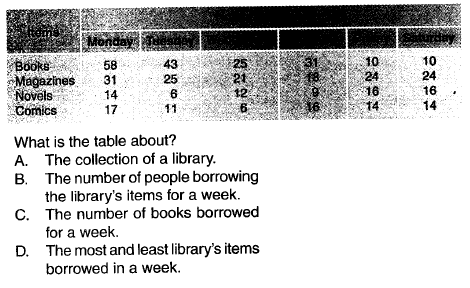 Items
Monday Tuesday Saturday
Books 58 43 25 31 10 10
Magazines 31 25 21 18 24 24
Novels 14 6 12 9 16 16
Comics 17 11 6 16 14 14
What is the table about?
A. The collection of a library.
B. The number of people borrowing
the library's items for a week.
C. The number of books borrowed
for a week.
D. The most and least library's items
borrowed in a week.